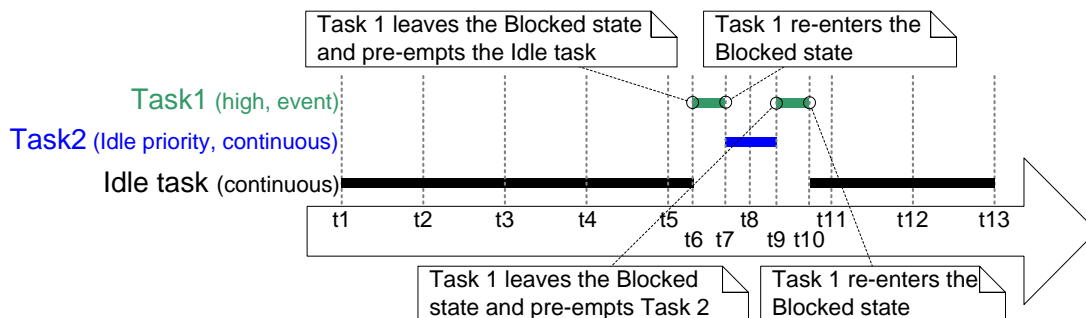 Task 1 leaves the Blocked state
and pre-empts the Idle task
Task 1 re-enters the
Blocked state
Task1 (high, event)
Task2 (Idle priority, continuous)
Idle task (continuous)
t1 t2 t3 t4 t5 t8 t11 t12 t13
t6 t7 t9 t10
Task 1 leaves the Blocked
state and pre-empts Task 2
Task 1 re-enters the
Blocked state